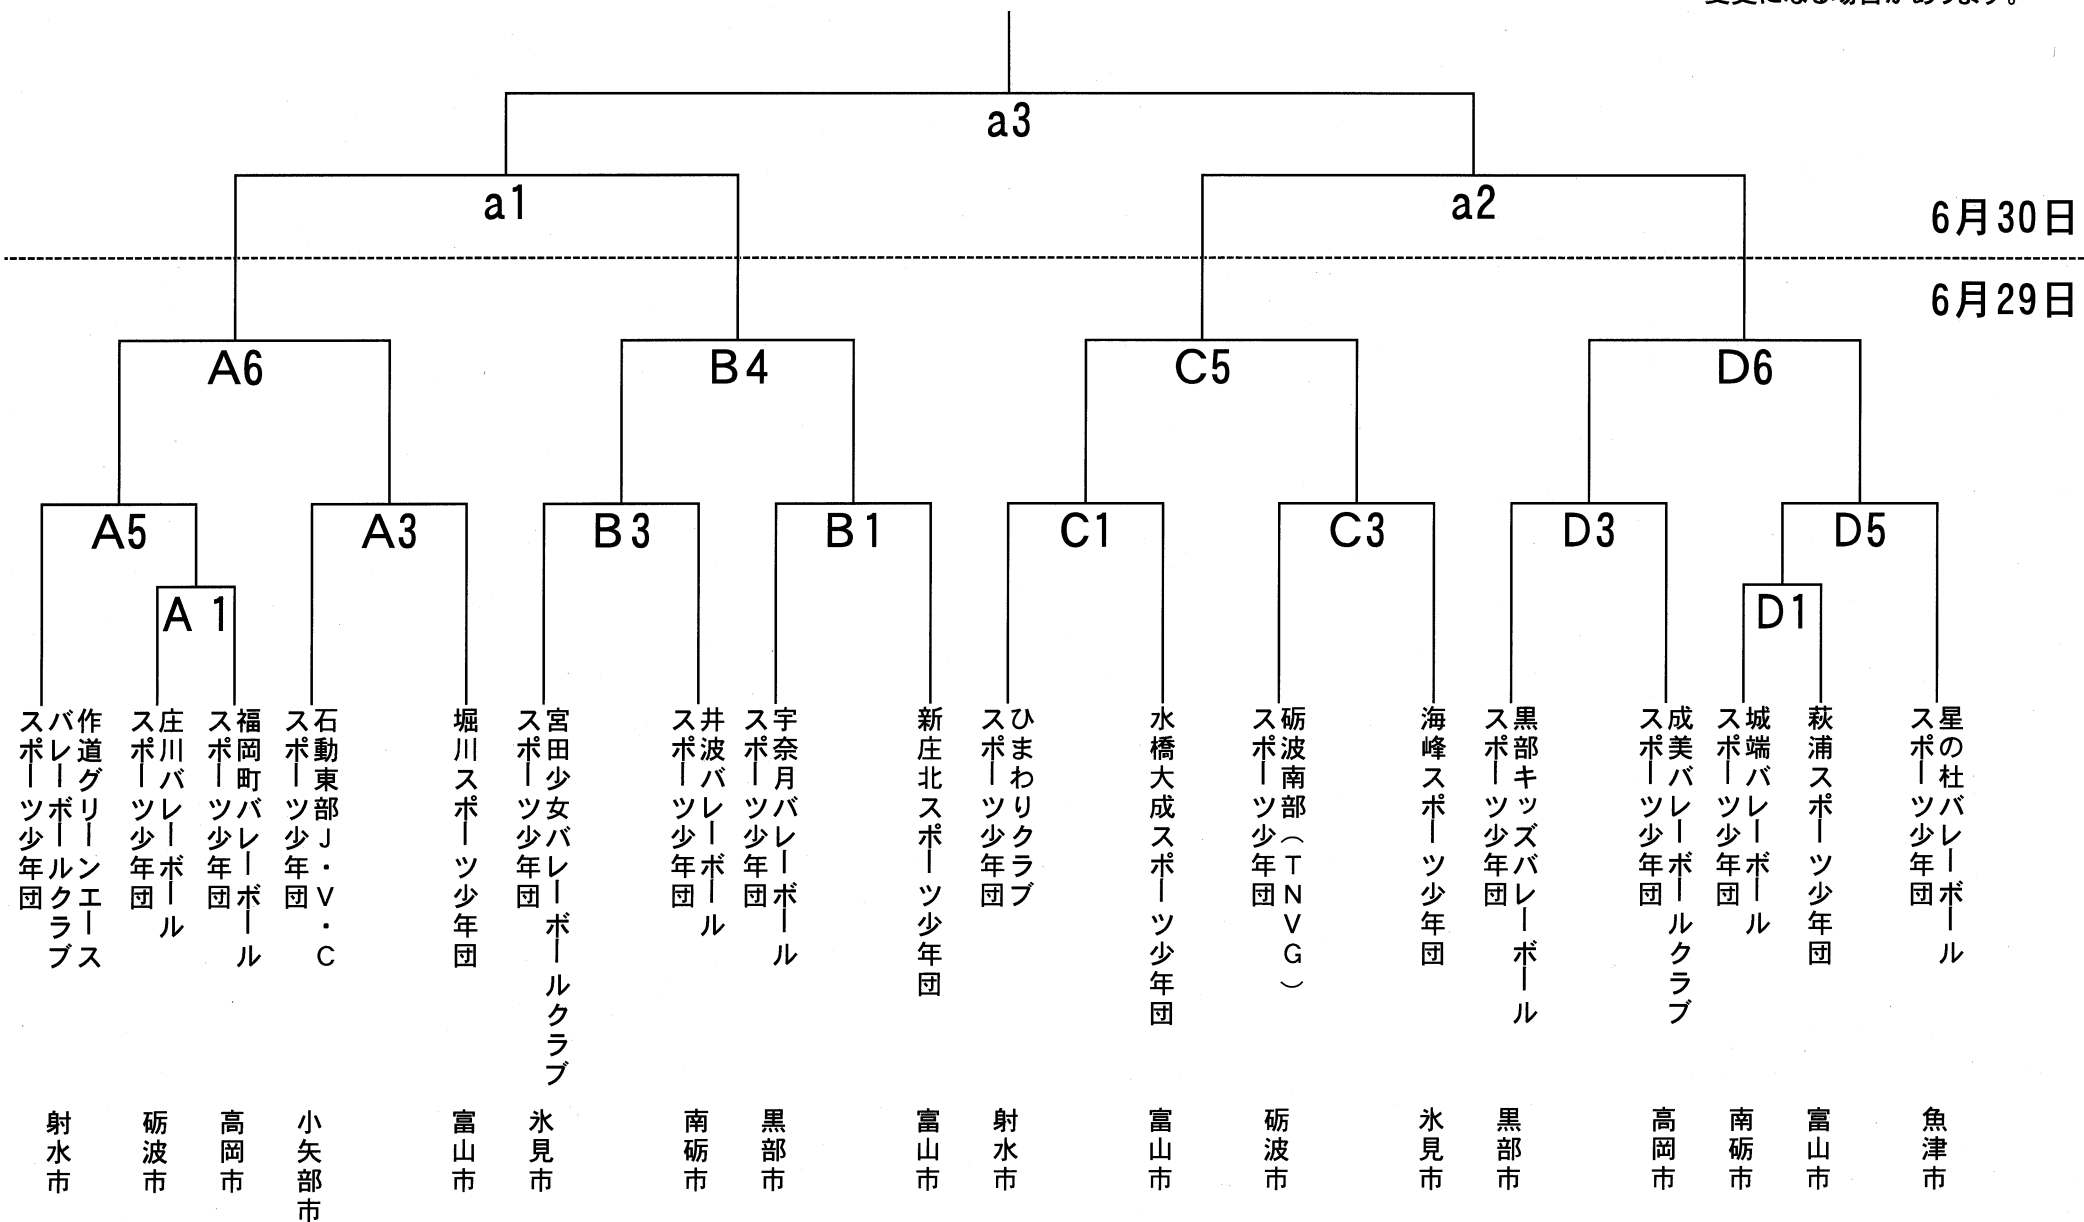 変更になる場合があります。
a3
a1
a2
6月30日
6月29日
A6
B4
C5
D6
A5
A3
B3
B1
C1
C3
D3
D5
A1
D1
作道グリーンエース
バレーボールクラブ
スポーツ少年団
庄川バレーボール
スポーツ少年団
福岡町バレーボール
スポーツ少年団
石動東部J・V・C
スポーツ少年団
堀川スポーツ少年団
宮田少女バレーボールクラブ
スポーツ少年団
井波バレーボール
スポーツ少年団
宇奈月バレーボール
スポーツ少年団
新庄北スポーツ少年団
ひまわりクラブ
スポーツ少年団
水橋大成スポーツ少年団
砺波南部(TNVG)
スポーツ少年団
海峰スポーツ少年団
黒部キッズバレーボール
スポーツ少年団
成美バレーボールクラブ
スポーツ少年団
城端バレーボール
スポーツ少年団
萩浦スポーツ少年団
星の杜バレーボール
スポーツ少年団
射水市
砺波市
高岡市
小矢部市
富山市
氷見市
南砺市
黒部市
富山市
射水市
富山市
砺波市
氷見市
黒部市
高岡市
南砺市
富山市
魚津市